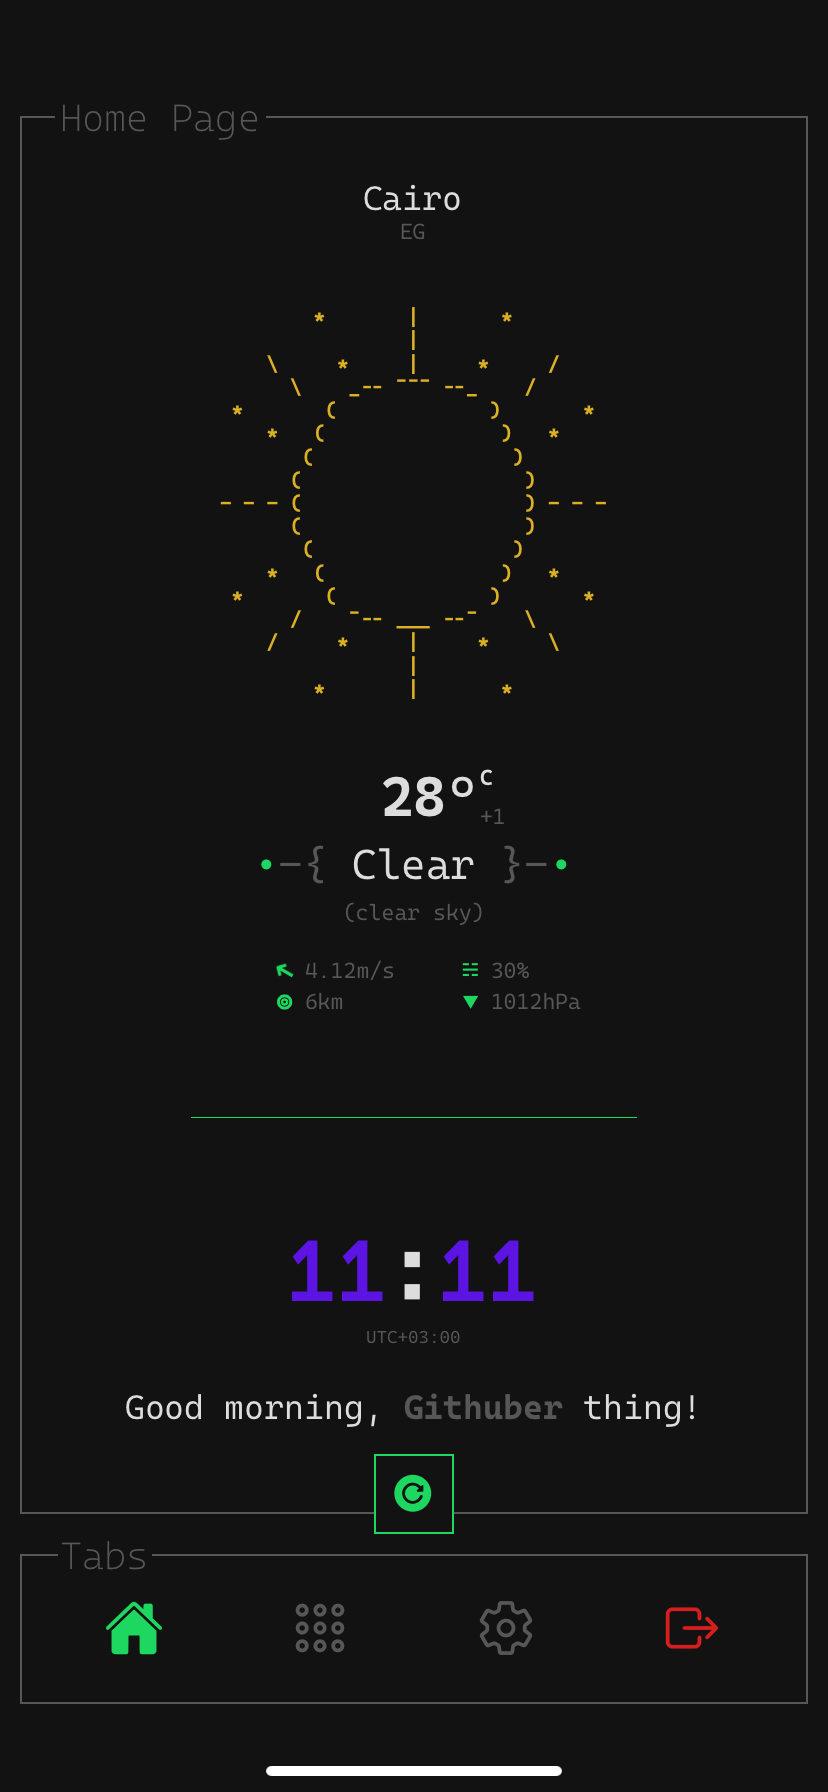 Home Page
Cairo
EG
28°C
+1
{ Clear }
(clear sky)
4.12m/s 30%
6km 1012hPa
11:11
UTC+03:00
Good morning, Githuber thing!
Tabs